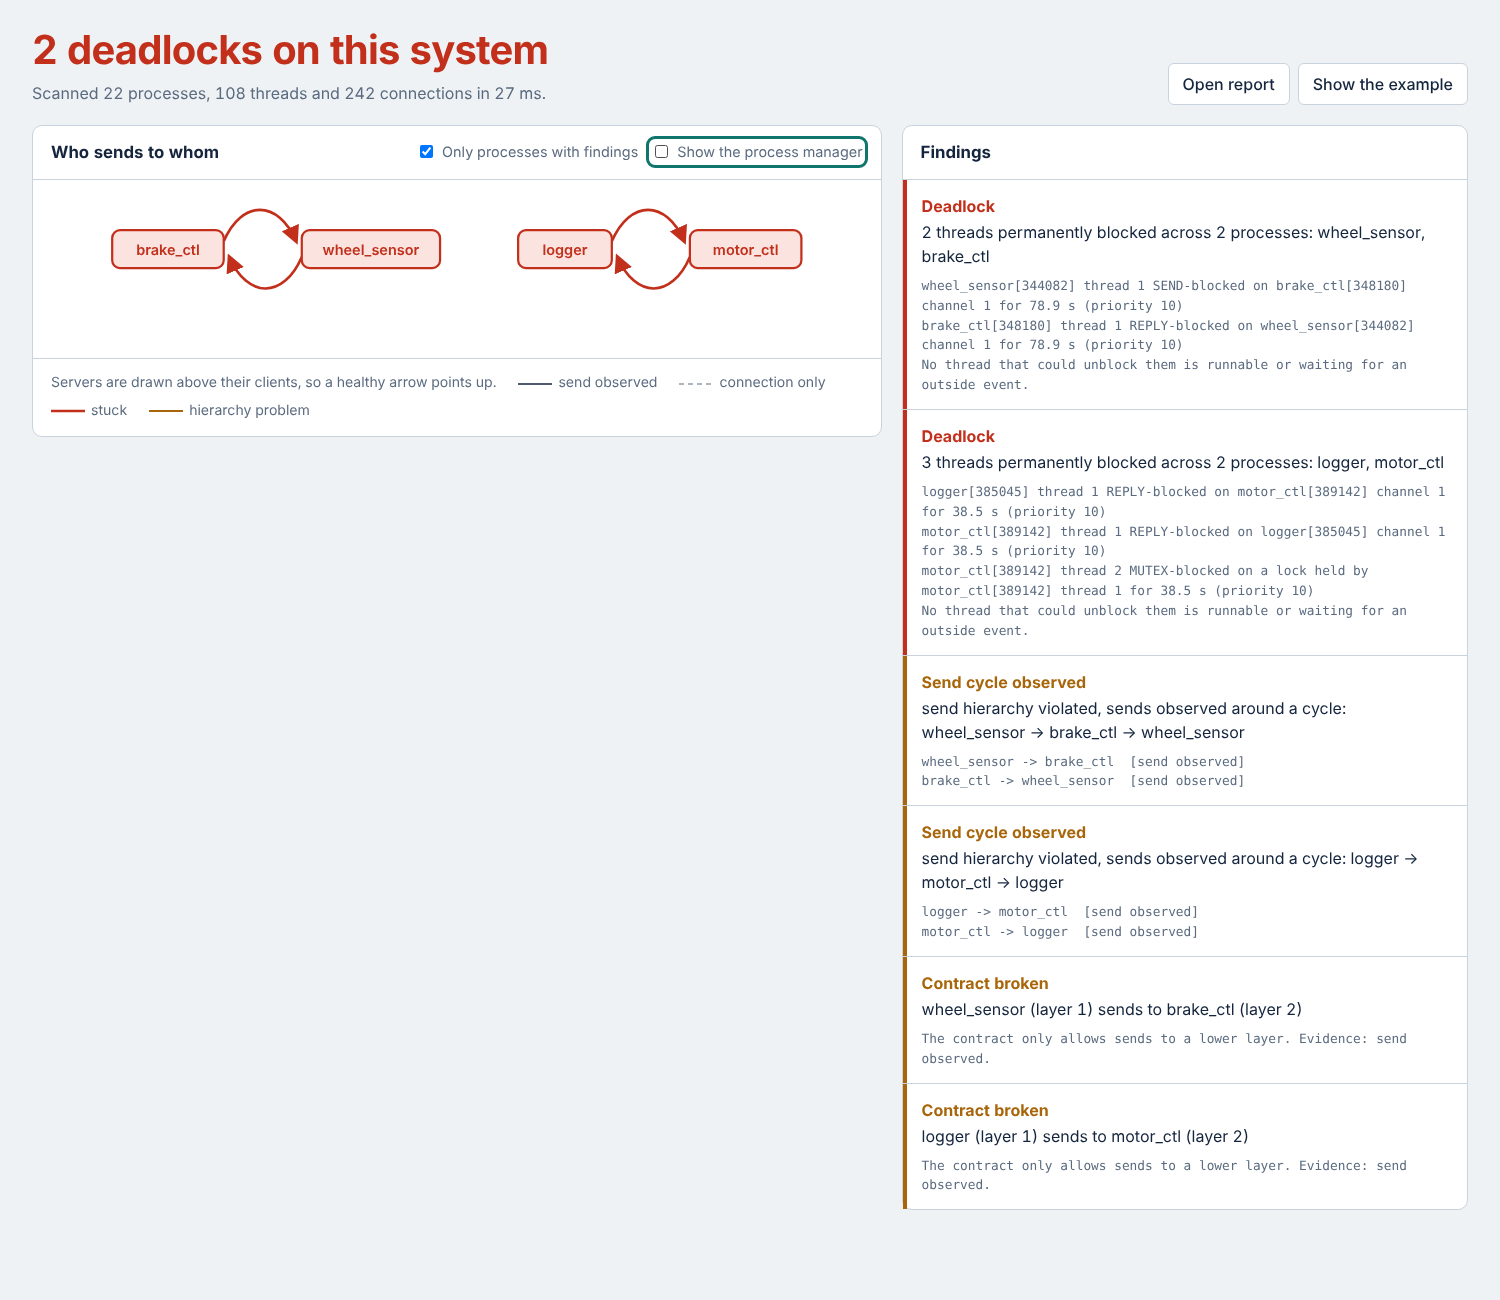 2 deadlocks on this system
Scanned 22 processes, 108 threads and 242 connections in 27 ms.
Open report
Show the example
Who sends to whom
Only processes with findings
Show the process manager
brake_ctl
wheel_sensor
logger
motor_ctl
Servers are drawn above their clients, so a healthy arrow points up.
send observed
connection only
stuck
hierarchy problem
Findings
Deadlock
2 threads permanently blocked across 2 processes: wheel_sensor,
brake_ctl
wheel_sensor[344082] thread 1 SEND-blocked on brake_ctl[348180]
channel 1 for 78.9 s (priority 10)
brake_ctl[348180] thread 1 REPLY-blocked on wheel_sensor[344082]
channel 1 for 78.9 s (priority 10)
No thread that could unblock them is runnable or waiting for an
outside event.
Deadlock
3 threads permanently blocked across 2 processes: logger, motor_ctl
logger[385045] thread 1 REPLY-blocked on motor_ctl[389142] channel 1
for 38.5 s (priority 10)
motor_ctl[389142] thread 1 REPLY-blocked on logger[385045] channel 1
for 38.5 s (priority 10)
motor_ctl[389142] thread 2 MUTEX-blocked on a lock held by
motor_ctl[389142] thread 1 for 38.5 s (priority 10)
No thread that could unblock them is runnable or waiting for an
outside event.
Send cycle observed
send hierarchy violated, sends observed around a cycle:
wheel_sensor → brake_ctl → wheel_sensor
wheel_sensor -> brake_ctl  [send observed]
brake_ctl -> wheel_sensor  [send observed]
Send cycle observed
send hierarchy violated, sends observed around a cycle: logger →
motor_ctl → logger
logger -> motor_ctl  [send observed]
motor_ctl -> logger  [send observed]
Contract broken
wheel_sensor (layer 1) sends to brake_ctl (layer 2)
The contract only allows sends to a lower layer. Evidence: send
observed.
Contract broken
logger (layer 1) sends to motor_ctl (layer 2)
The contract only allows sends to a lower layer. Evidence: send
observed.